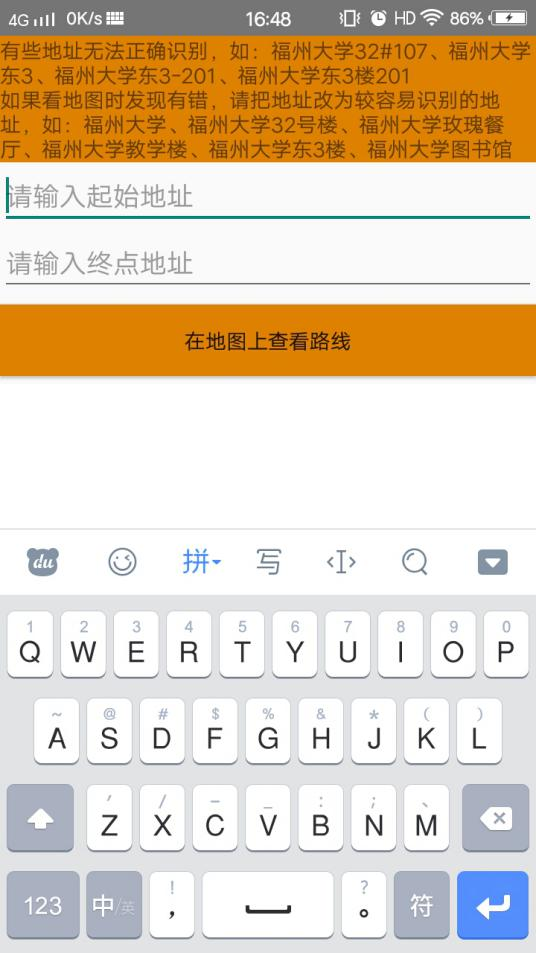 4G 0K/s 16:48 HD 86%
有些地址无法正确识别，如：福州大学32#107、福州大学
东3、福州大学东3-201、福州大学东3楼201
如果看地图时发现有错，请把地址改为较容易识别的地
址，如：福州大学、福州大学32号楼、福州大学玫瑰餐
厅、福州大学教学楼、福州大学东3楼、福州大学图书馆
请输入起始地址
请输入终点地址
在地图上查看路线
du 拼 写
1 2 3 4 5 6 7 8 9 0
Q W E R T Y U I O P
~ @ # $ % & * ( )
A S D F G H J K L
' / - _ : ; 、
Z X C V B N M
! ?
123 中/英 , 。 符